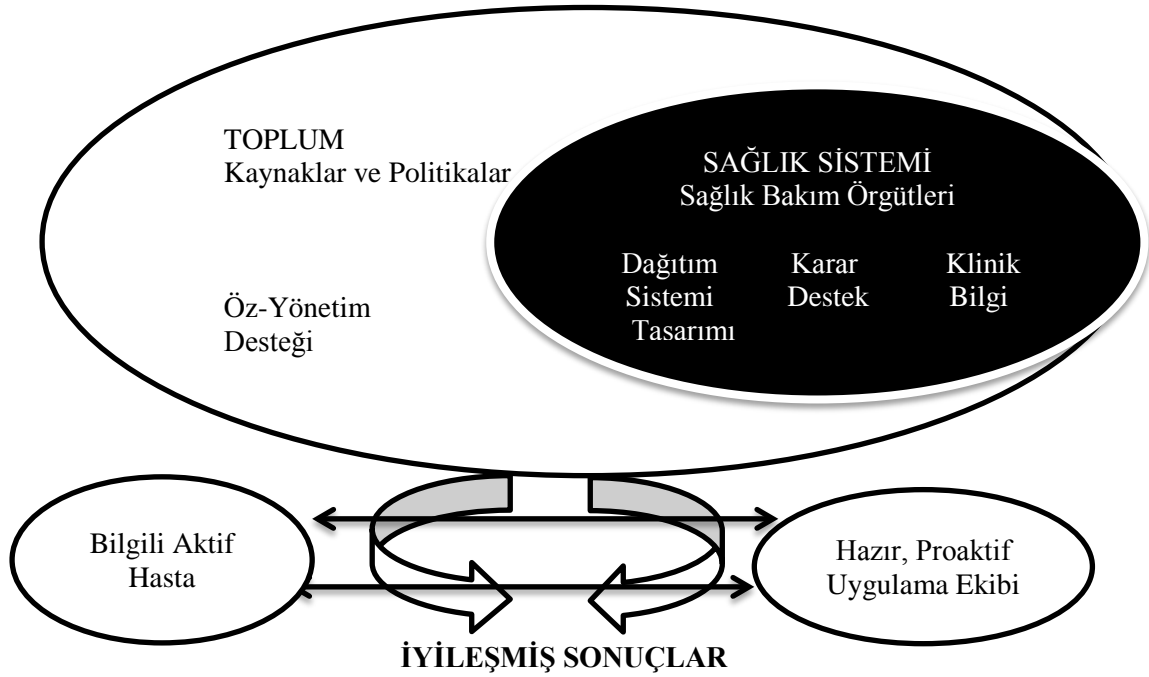 TOPLUM
Kaynaklar ve Politikalar
Öz-Yönetim
Desteği
SAĞLIK SİSTEMİ
Sağlık Bakım Örgütleri
Dağıtım
Sistemi
Tasarımı
Karar
Destek
Klinik
Bilgi
Bilgili Aktif
Hasta
Hazır, Proaktif
Uygulama Ekibi
İYİLEŞMİŞ SONUÇLAR